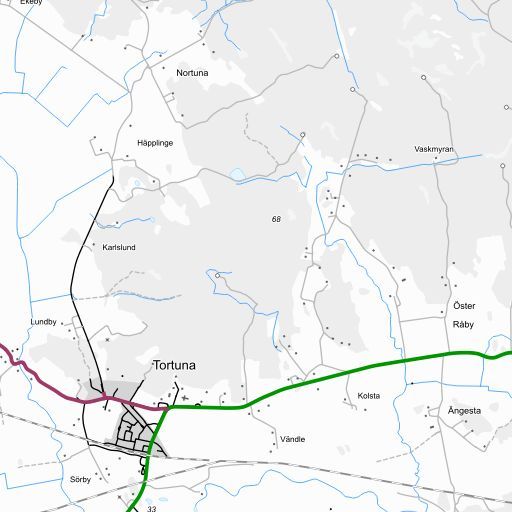 Ekeby
Nortuna
Häpplinge
Vaskmyran
68
Karlslund
Öster
Råby
Lundby
Tortuna
Kolsta
Ängesta
Vändle
Sörby
33